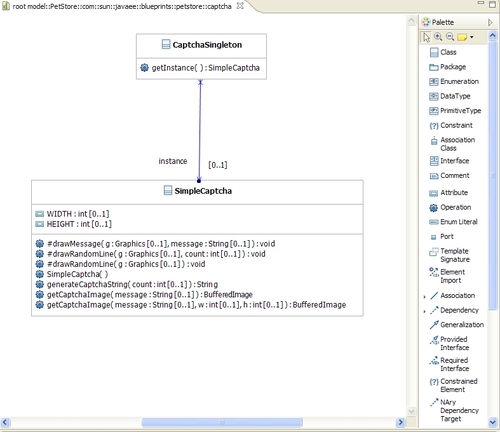 root model::PetStore::com::sun::javaee::blueprints::petstore::captcha
CaptchaSingleton
getInstance( ) : SimpleCaptcha
instance
[0..1]
SimpleCaptcha
WIDTH : int [0..1]
HEIGHT : int [0..1]
#drawMessage( g : Graphics [0..1], message : String [0..1] ) : void
#drawRandomLine( g : Graphics [0..1], count : int [0..1] ) : void
#drawRandomLine( g : Graphics [0..1] ) : void
SimpleCaptcha( )
generateCaptchaString( count : int [0..1] ) : String
getCaptchaImage( message : String [0..1] ) : BufferedImage
getCaptchaImage( message : String [0..1], w : int [0..1], h : int [0..1] ) : BufferedImage
Palette
Class
Package
Enumeration
DataType
PrimitiveType
{?} Constraint
Association
Class
Interface
Comment
Attribute
Operation
Enum Literal
Port
Template
Signature
Element
Import
Association
Dependency
Generalization
Provided
Interface
Required
Interface
Constrained
Element
NAry
Dependency
Target